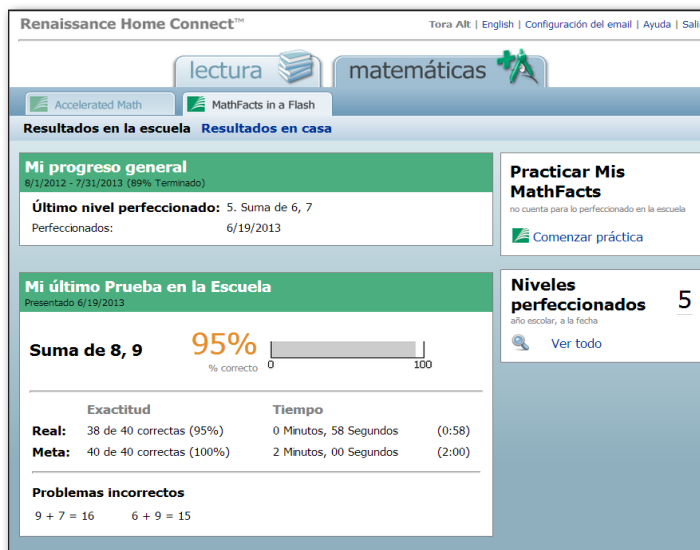 Renaissance Home Connect™
Tora Alt | English | Configuración del email | Ayuda | Sali
lectura
matemáticas
Accelerated Math
MathFacts in a Flash
Resultados en la escuela Resultados en casa
Mi progreso general
8/1/2012 - 7/31/2013 (89% Terminado)
Último nivel perfeccionado: 5. Suma de 6, 7
Perfeccionados: 6/19/2013
Practicar Mis
MathFacts
no cuenta para lo perfeccionado en la escuela
Comenzar práctica
Mi último Prueba en la Escuela
Presentado 6/19/2013
Suma de 8, 9
95%
% correcto
0 100
Exactitud Tiempo
Real: 38 de 40 correctas (95%) 0 Minutos, 58 Segundos (0:58)
Meta: 40 de 40 correctas (100%) 2 Minutos, 00 Segundos (2:00)
Problemas incorrectos
9 + 7 = 16 6 + 9 = 15
Niveles
perfeccionados 5
año escolar, a la fecha
Ver todo